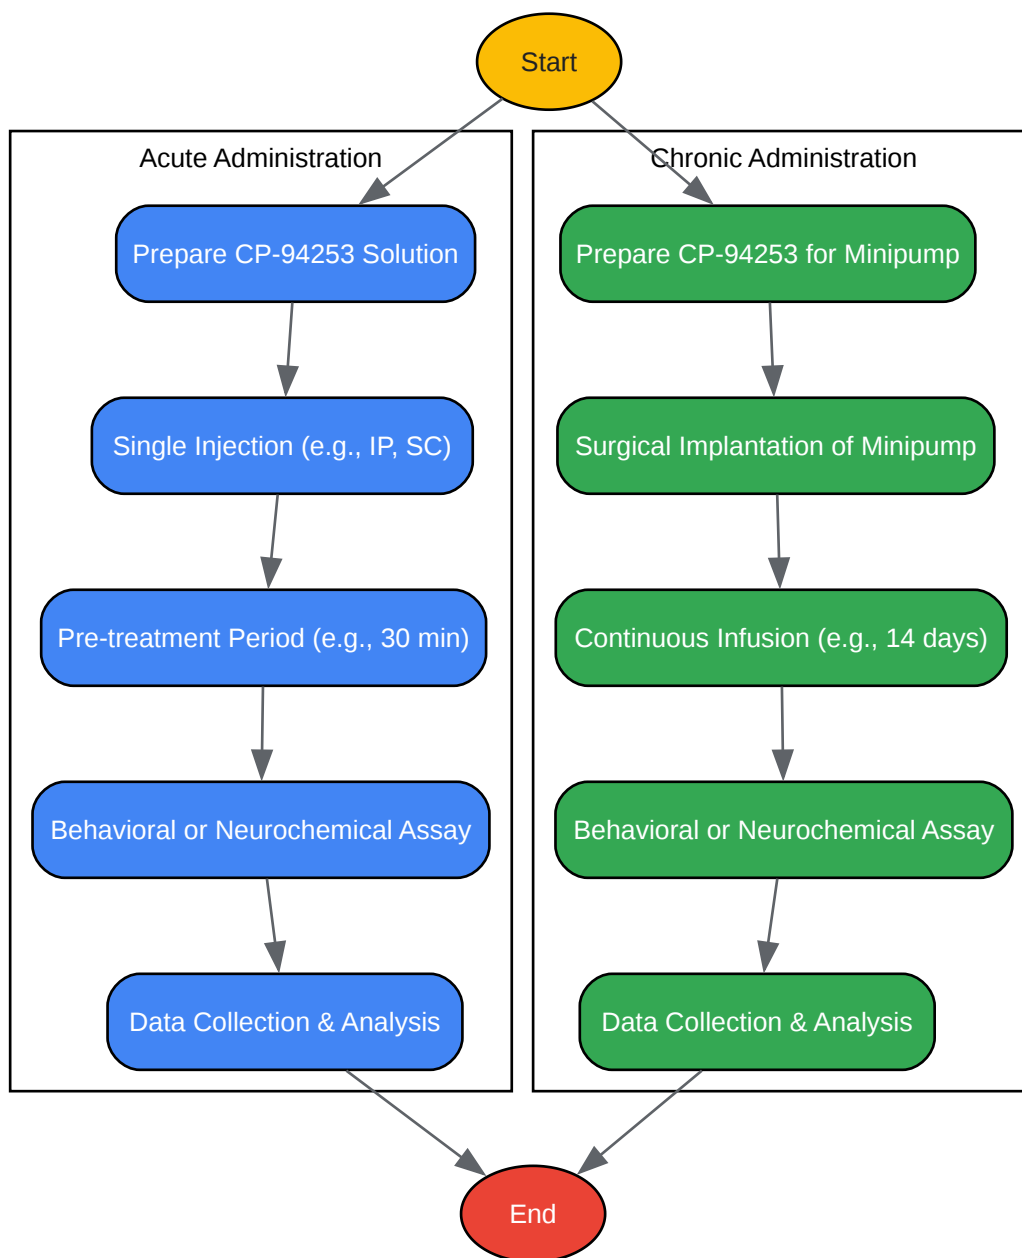 Start
Acute Administration
Prepare CP-94253 Solution
Single Injection (e.g., IP, SC)
Pre-treatment Period (e.g., 30 min)
Behavioral or Neurochemical Assay
Data Collection & Analysis
Chronic Administration
Prepare CP-94253 for Minipump
Surgical Implantation of Minipump
Continuous Infusion (e.g., 14 days)
Behavioral or Neurochemical Assay
Data Collection & Analysis
End